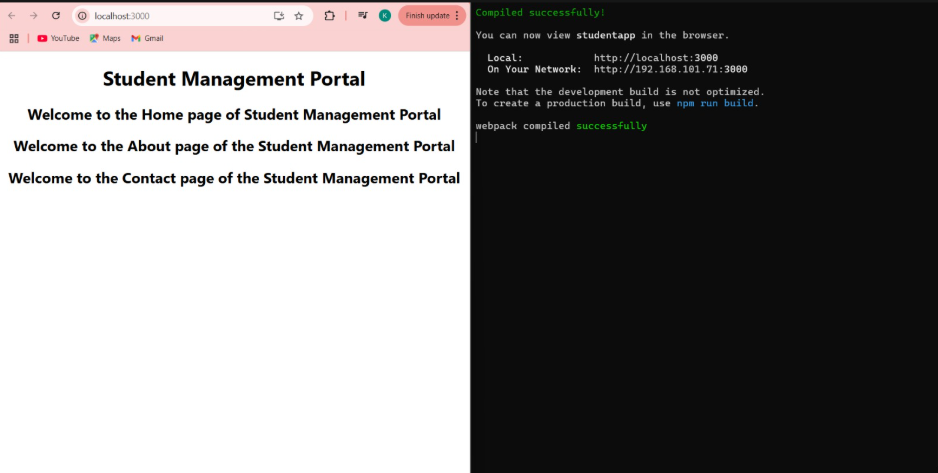 localhost:3000
K
Finish update
YouTube Maps Gmail
Student Management Portal
Welcome to the Home page of Student Management Portal
Welcome to the About page of the Student Management Portal
Welcome to the Contact page of the Student Management Portal
Compiled successfully!
You can now view studentapp in the browser.
Local: http://localhost:3000
On Your Network: http://192.168.101.71:3000
Note that the development build is not optimized.
To create a production build, use npm run build.
webpack compiled successfully